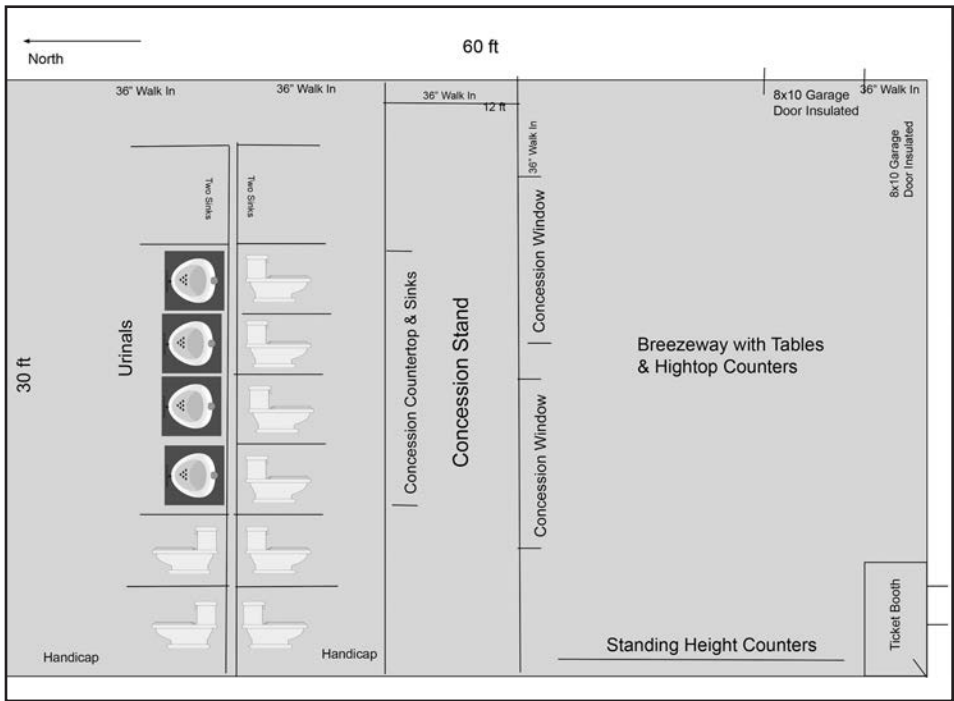 60 ft
North
36" Walk In
36" Walk In
36" Walk In
12 ft
8x10 Garage
Door Insulated
36" Walk In
36" Walk In
8x10 Garage
Door Insulated
Two Sinks
Two Sinks
Concession Window
30 ft
Urinals
Concession Countertop & Sinks
Concession Stand
Breezeway with Tables
& Hightop Counters
Concession Window
Handicap
Handicap
Standing Height Counters
Ticket Booth